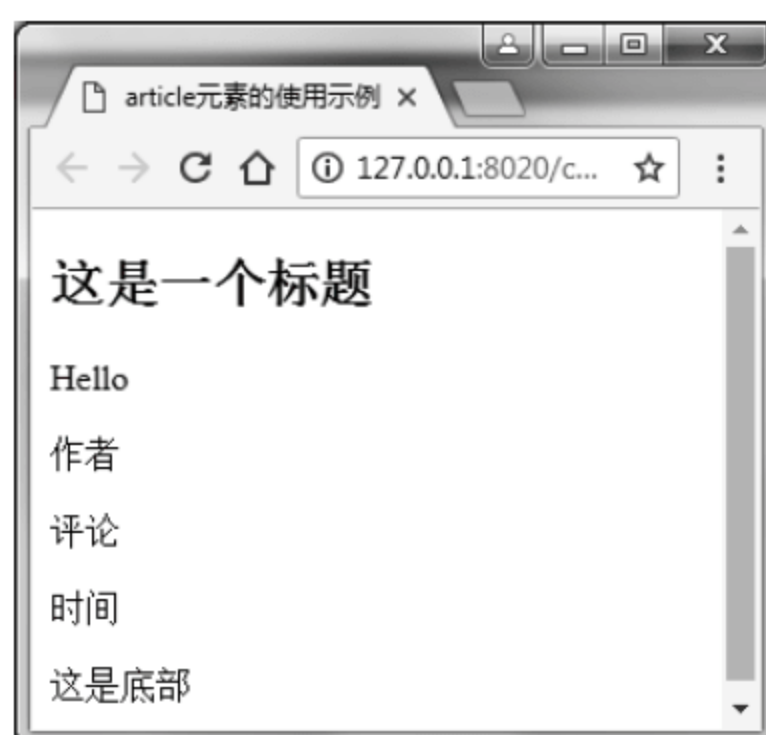 article元素的使用示例
127.0.0.1:8020/c...
这是一个标题
Hello
作者
评论
时间
这是底部